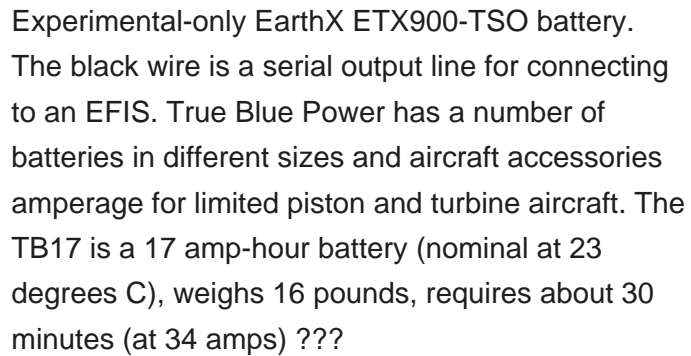 Experimental-only EarthX ETX900-TSO battery.
The black wire is a serial output line for connecting
to an EFIS. True Blue Power has a number of
batteries in different sizes and aircraft accessories
amperage for limited piston and turbine aircraft. The
TB17 is a 17 amp-hour battery (nominal at 23
degrees C), weighs 16 pounds, requires about 30
minutes (at 34 amps) ???